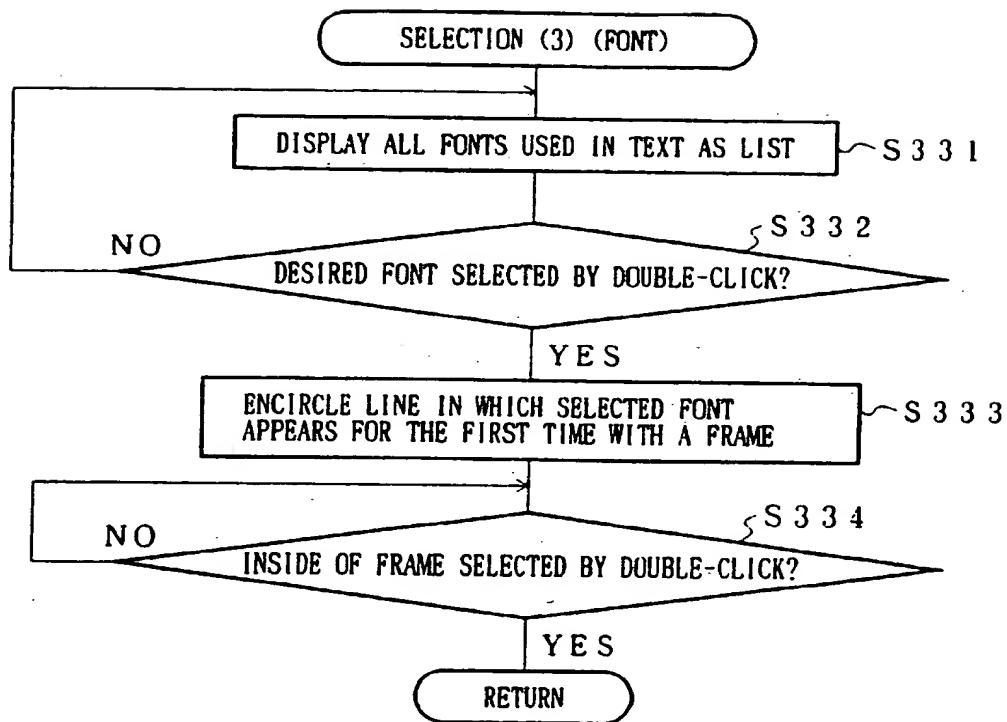 SELECTION (3) (FONT)
DISPLAY ALL FONTS USED IN TEXT AS LIST
S331
S332
NO
DESIRED FONT SELECTED BY DOUBLE-CLICK?
YES
ENCIRCLE LINE IN WHICH SELECTED FONT
APPEARS FOR THE FIRST TIME WITH A FRAME
S333
S334
NO
INSIDE OF FRAME SELECTED BY DOUBLE-CLICK?
YES
RETURN